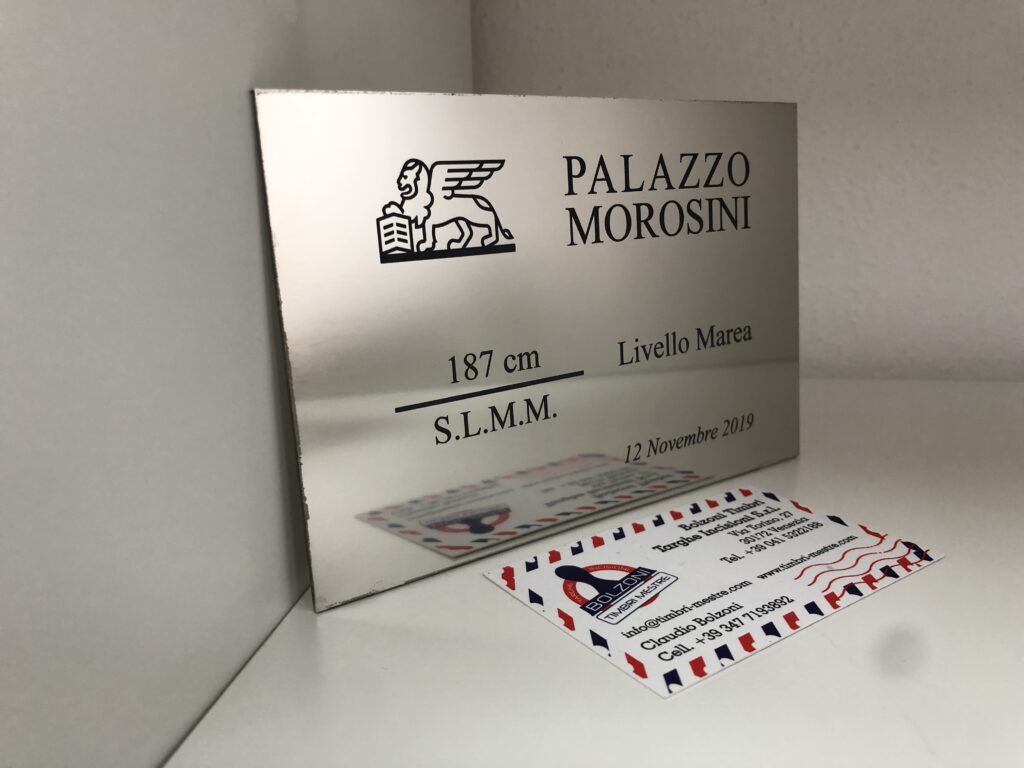 PALAZZO
MOROSINI
187 cm
S.L.M.M.
Livello Marea
12 Novembre 2019
Bolzoni Timbri
Targhe Incisioni S.r.l.
Via Torino, 27
30172 Venezia
Tel. +39 041 5322188
BOLZONI
TIMBRI MESTRE
info@timbri-mestre.com www.timbri-mestre.com
Claudio Bolzoni
Cell. +39 347 7193892